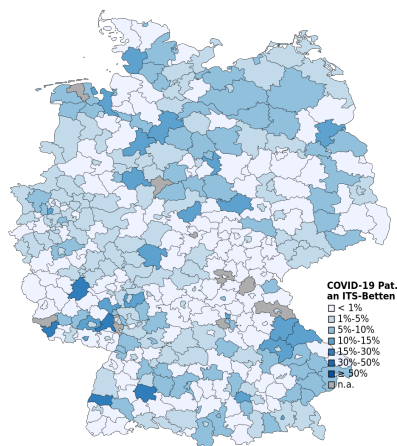 COVID-19 Pat.
an ITS-Betten
< 1%
1%-5%
5%-10%
10%-15%
15%-30%
30%-50%
≥ 50%
n.a.